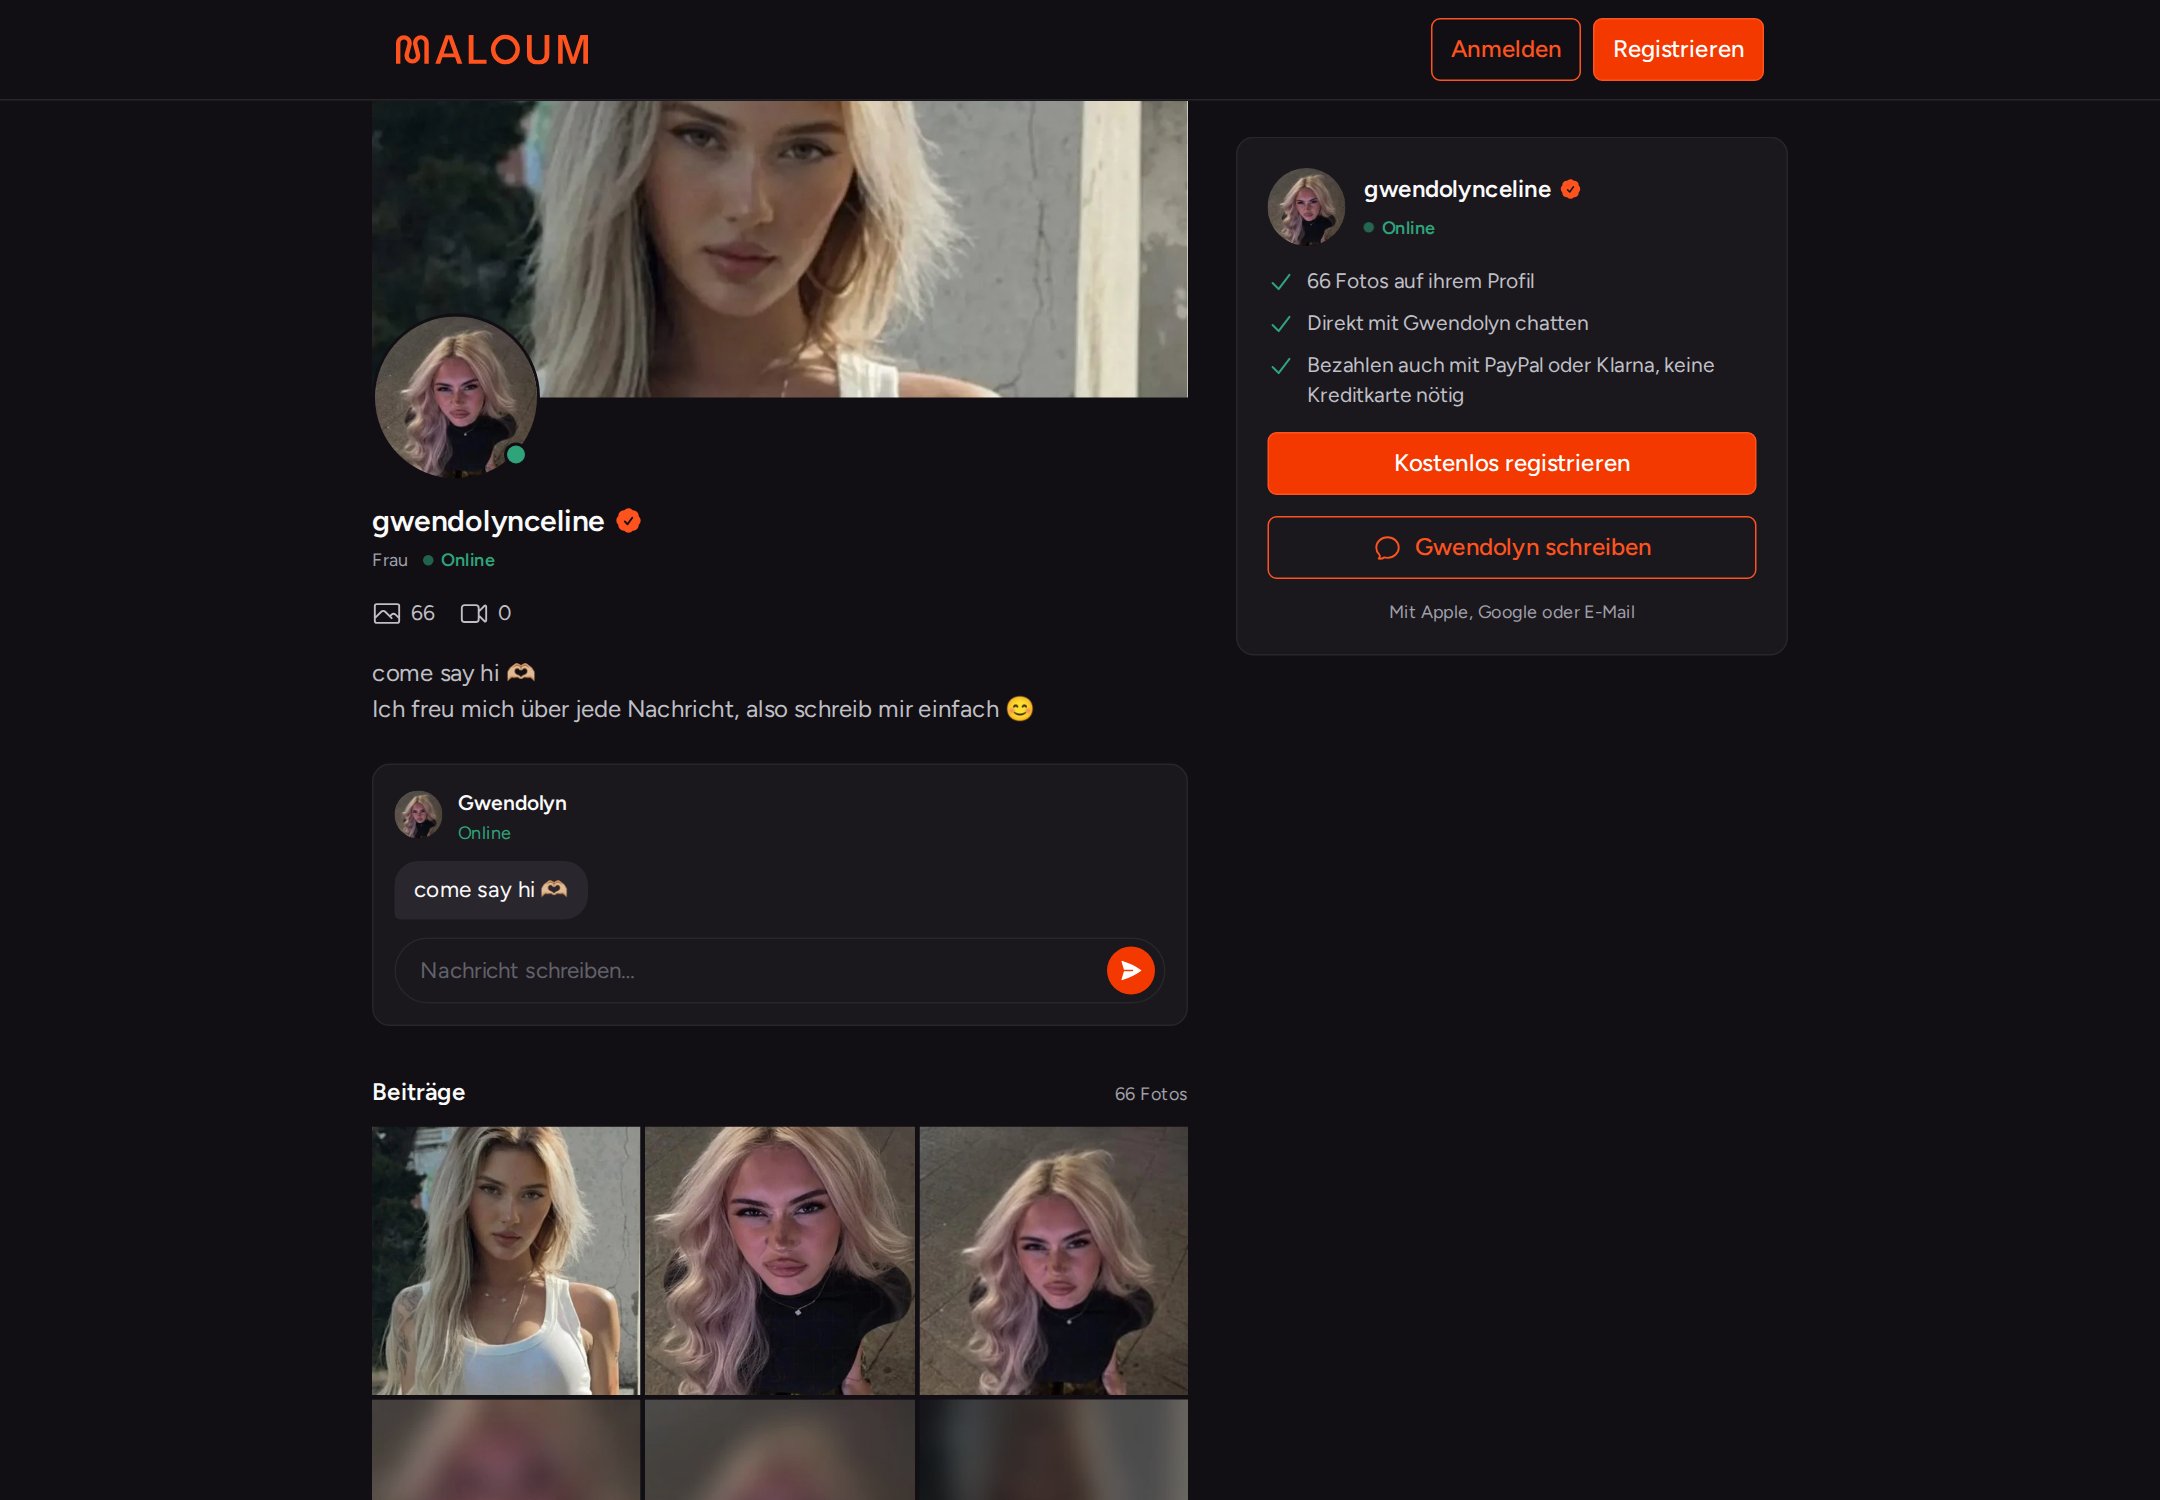 MALOUM
Anmelden
Registrieren
gwendolynceline
Frau
Online
66
0
come say hi 🫶🏼
Ich freu mich über jede Nachricht, also schreib mir einfach 😊
Gwendolyn
Online
come say hi 🫶🏼
Nachricht schreiben...
Beiträge
66 Fotos
gwendolynceline
Online
66 Fotos auf ihrem Profil
Direkt mit Gwendolyn chatten
Bezahlen auch mit PayPal oder Klarna, keine
Kreditkarte nötig
Kostenlos registrieren
Gwendolyn schreiben
Mit Apple, Google oder E-Mail